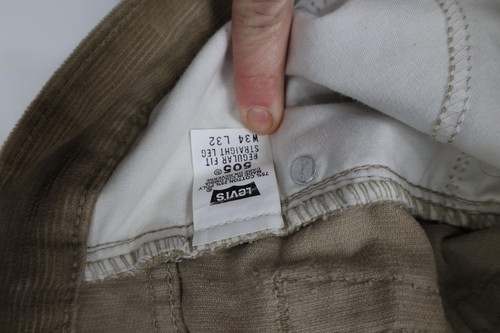 LEVI'S
505®
REGULAR FIT
STRAIGHT LEG
W34 L32